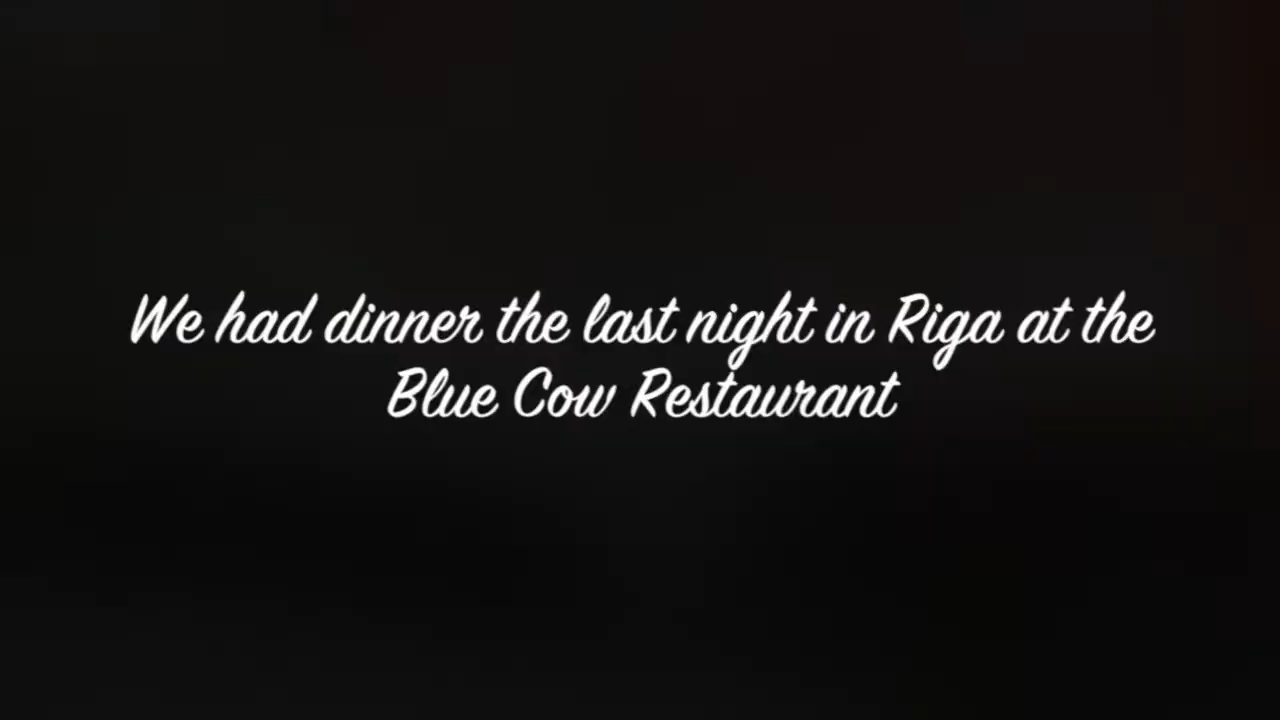 We had dinner the last night in Riga at the
Blue Cow Restaurant